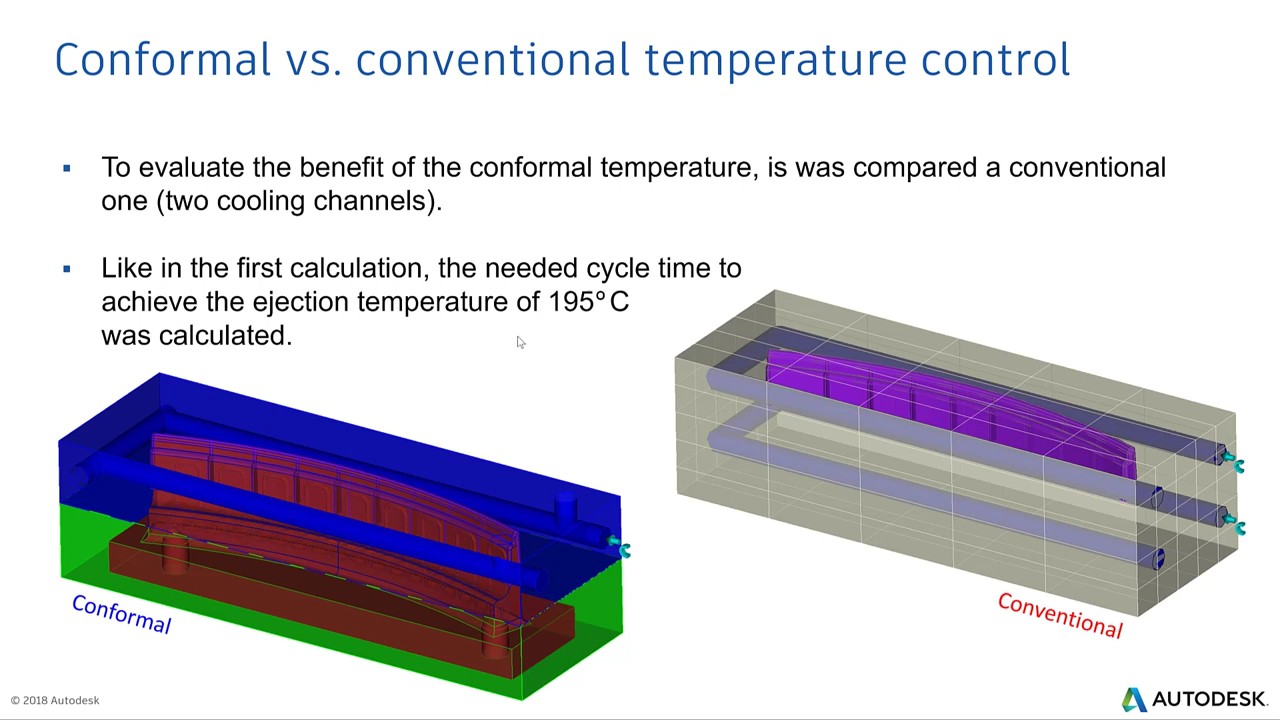 Conformal vs. conventional temperature control
▪ To evaluate the benefit of the conformal temperature, is was compared a conventional
one (two cooling channels).
▪ Like in the first calculation, the needed cycle time to
achieve the ejection temperature of 195°C
was calculated.
Conformal
Conventional
© 2018 Autodesk
AUTODESK.